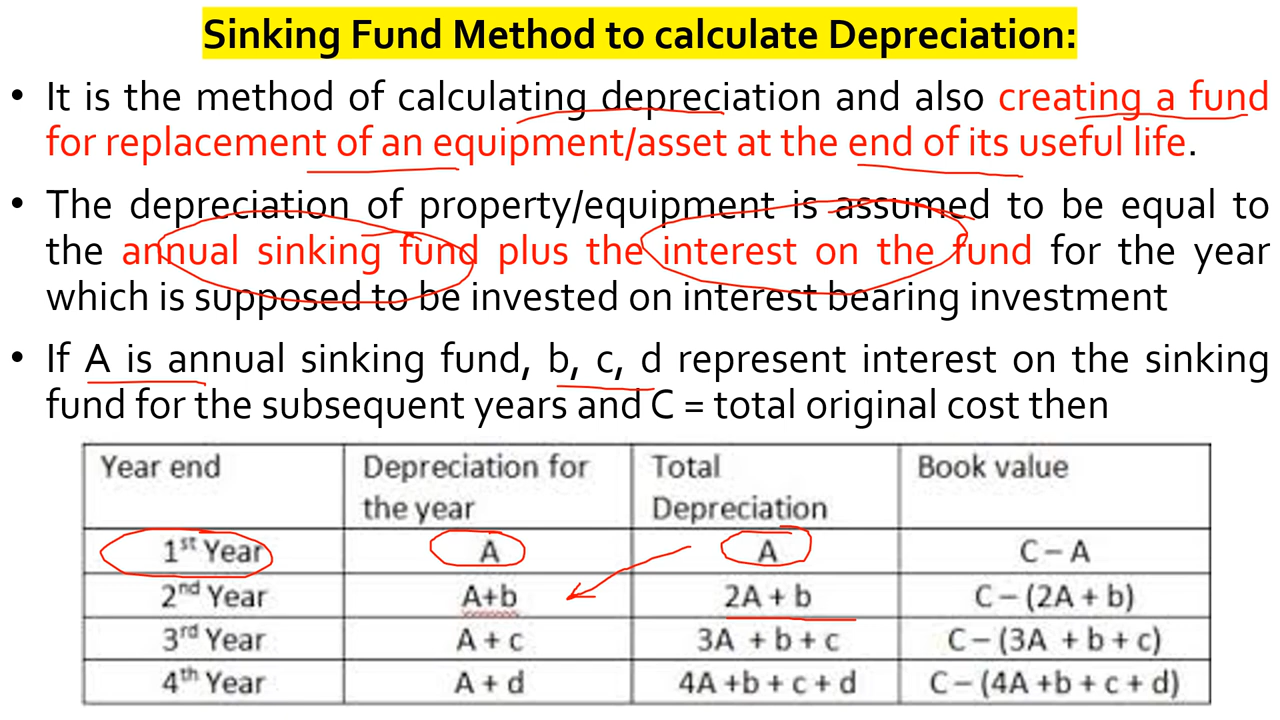 Sinking Fund Method to calculate Depreciation:
• It is the method of calculating depreciation and also creating a fund
for replacement of an equipment/asset at the end of its useful life.
• The depreciation of property/equipment is assumed to be equal to
the annual sinking fund plus the interest on the fund for the year
which is supposed to be invested on interest bearing investment
• If A is annual sinking fund, b, c, d represent interest on the sinking
fund for the subsequent years and C = total original cost then
Year end Depreciation for Total Book value
the year Depreciation
1st Year A A C – A
2nd Year A+b 2A + b C – (2A + b)
3rd Year A + c 3A + b + c C – (3A + b + c)
4th Year A + d 4A +b + c + d C – (4A +b + c + d)